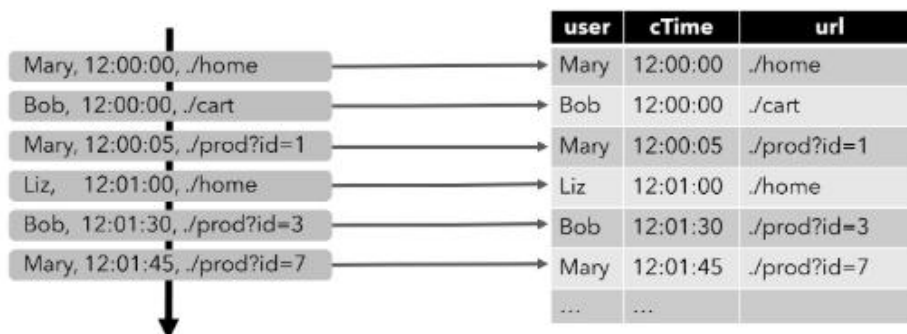 user cTime url
Mary, 12:00:00, ./home Mary 12:00:00 ./home
Bob, 12:00:00, ./cart Bob 12:00:00 ./cart
Mary, 12:00:05, ./prod?id=1 Mary 12:00:05 ./prod?id=1
Liz, 12:01:00, ./home Liz 12:01:00 ./home
Bob, 12:01:30, ./prod?id=3 Bob 12:01:30 ./prod?id=3
Mary, 12:01:45, ./prod?id=7 Mary 12:01:45 ./prod?id=7
... ...